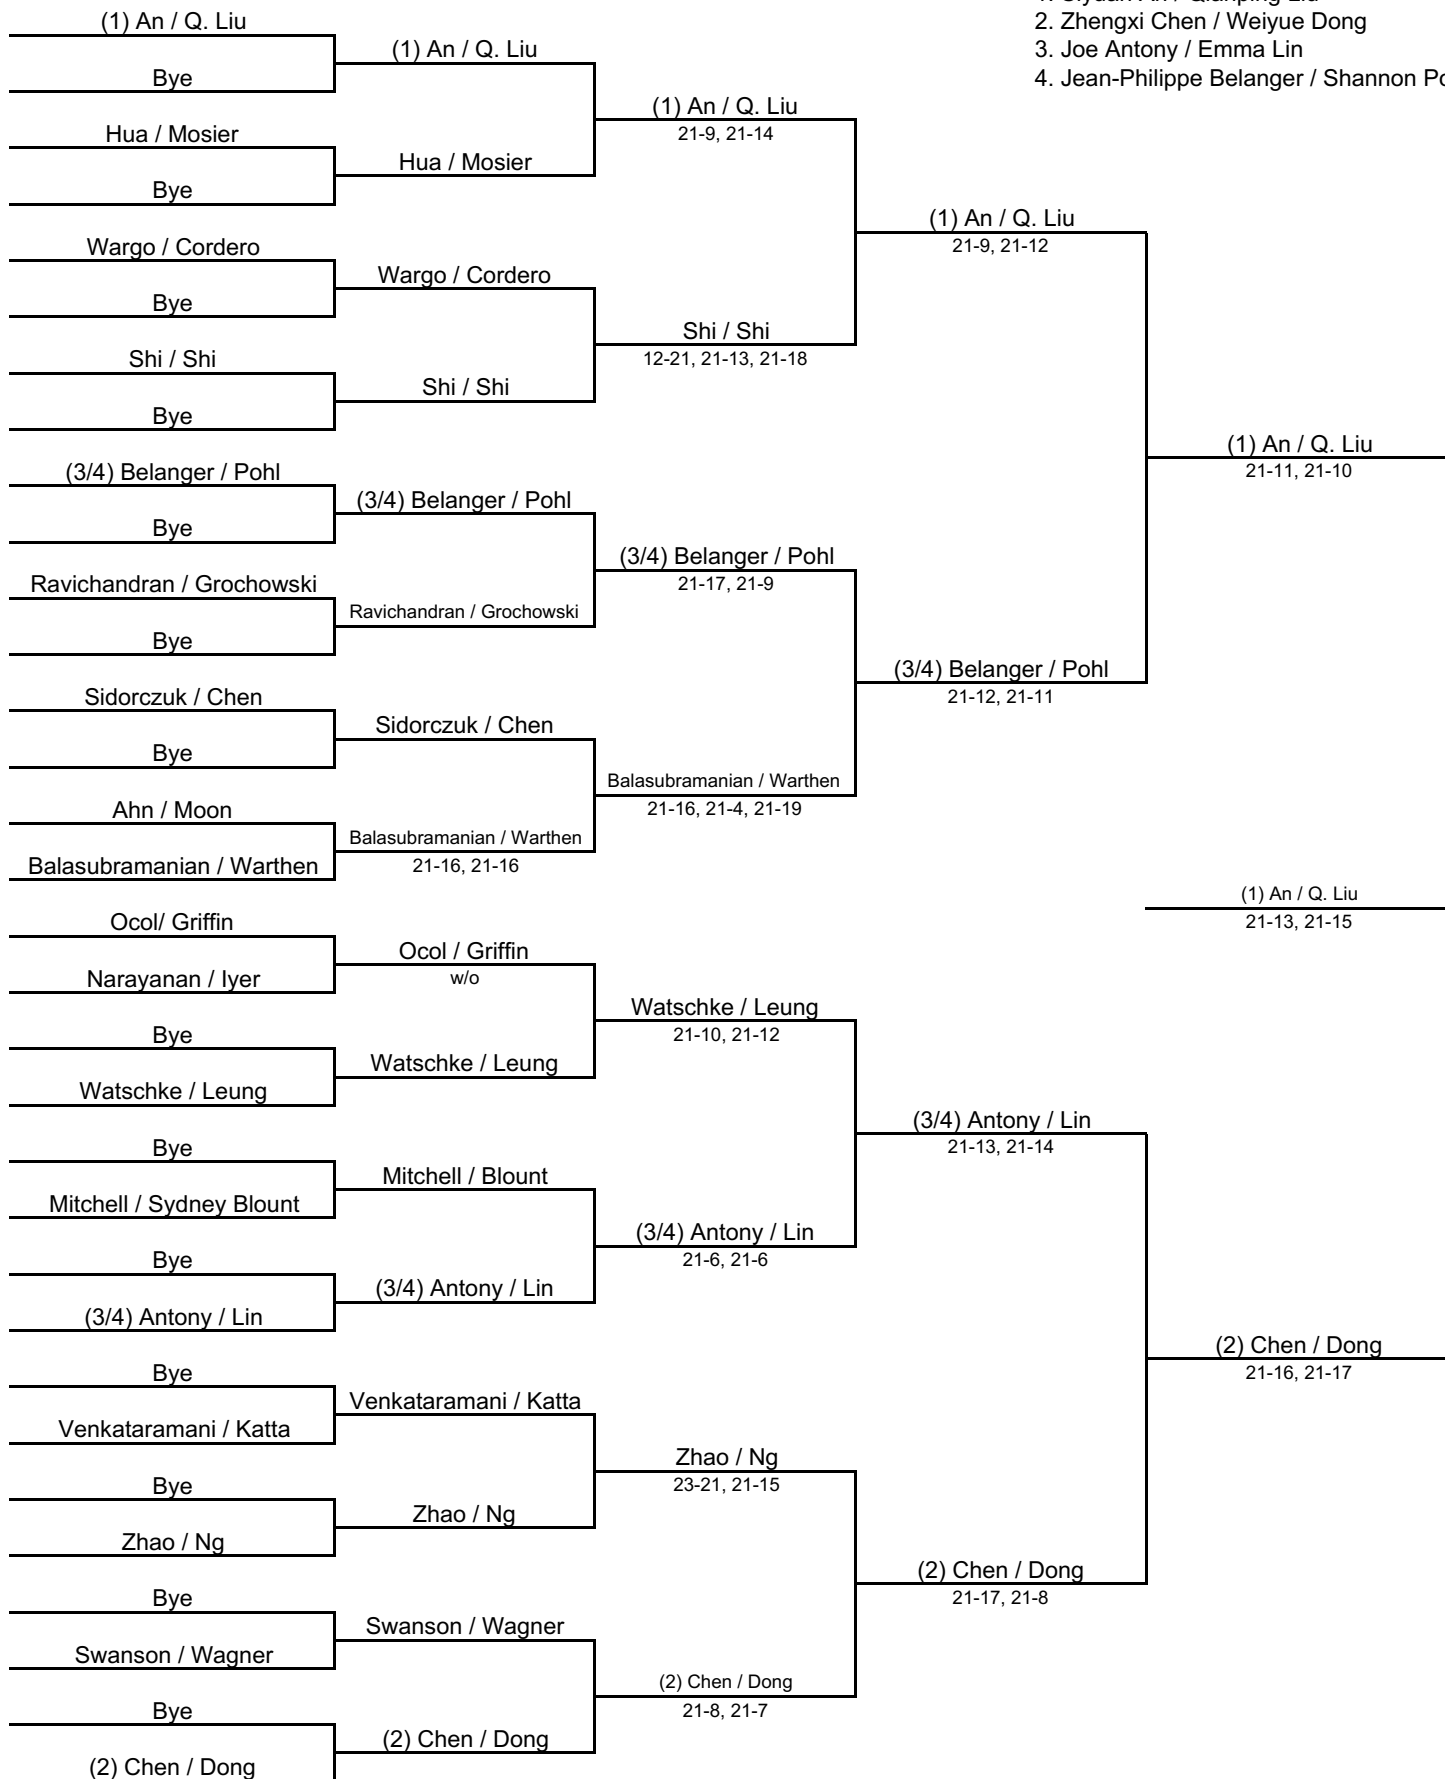 2. Zhengxi Chen / Weiyue Dong
3. Joe Antony / Emma Lin
4. Jean-Philippe Belanger / Shannon
(1) An / Q. Liu
Bye
Hua / Mosier
Bye
Wargo / Cordero
Bye
Shi / Shi
Bye
(3/4) Belanger / Pohl
Bye
Ravichandran / Grochowski
Bye
Sidorczuk / Chen
Bye
Ahn / Moon
Balasubramanian / Warthen
Ocol/ Griffin
Narayanan / Iyer
Bye
Watschke / Leung
Bye
Mitchell / Sydney Blount
Bye
(3/4) Antony / Lin
Bye
Venkataramani / Katta
Bye
Zhao / Ng
Bye
Swanson / Wagner
Bye
(2) Chen / Dong
(1) An / Q. Liu
Hua / Mosier
Wargo / Cordero
Shi / Shi
(3/4) Belanger / Pohl
Ravichandran / Grochowski
Sidorczuk / Chen
Balasubramanian / Warthen
21-16, 21-16
Ocol / Griffin
w/o
Watschke / Leung
Mitchell / Blount
(3/4) Antony / Lin
Venkataramani / Katta
Zhao / Ng
Swanson / Wagner
(2) Chen / Dong
(1) An / Q. Liu
21-9, 21-14
Shi / Shi
12-21, 21-13, 21-18
(3/4) Belanger / Pohl
21-17, 21-9
Balasubramanian / Warthen
21-16, 21-4, 21-19
Watschke / Leung
21-10, 21-12
(3/4) Antony / Lin
21-6, 21-6
Zhao / Ng
23-21, 21-15
(2) Chen / Dong
21-8, 21-7
(1) An / Q. Liu
21-9, 21-12
(3/4) Belanger / Pohl
21-12, 21-11
(3/4) Antony / Lin
21-13, 21-14
(2) Chen / Dong
21-17, 21-8
(1) An / Q. Liu
21-11, 21-10
(1) An / Q. Liu
21-13, 21-15
(2) Chen / Dong
21-16, 21-17